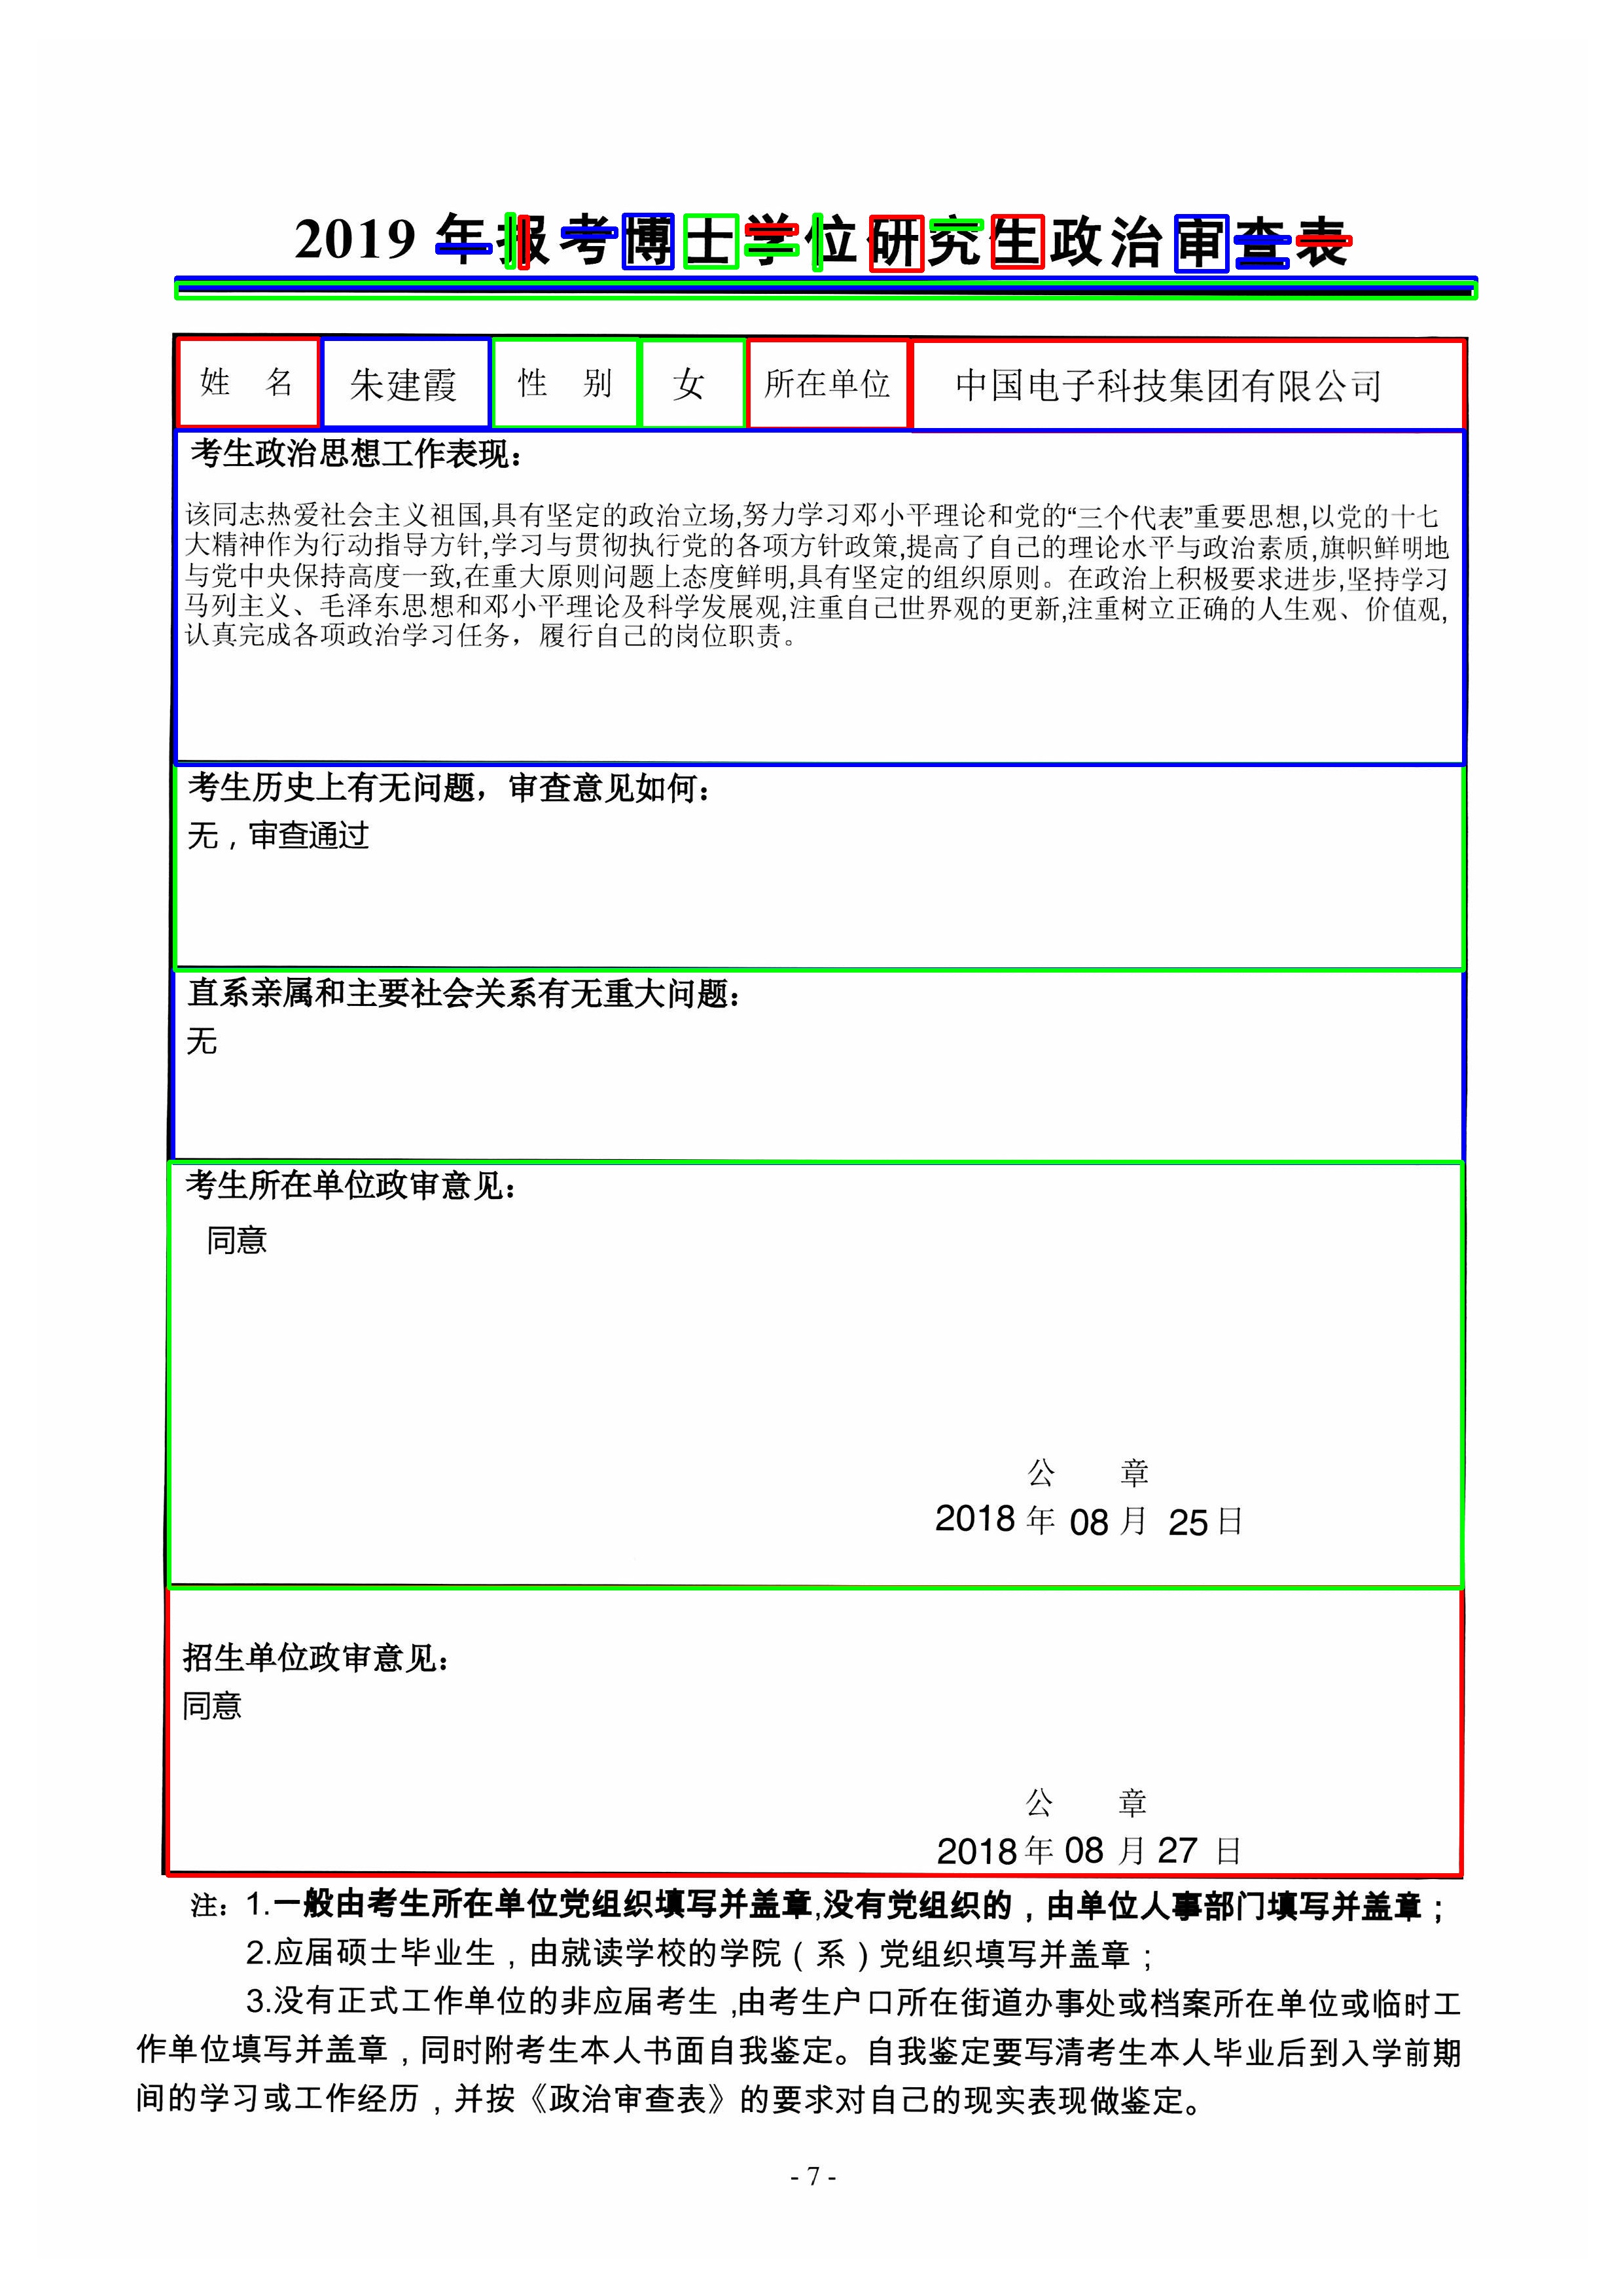 2019 年报考博士学位研究生政治审查表
姓 名 朱建霞 性 别 女 所在单位 中国电子科技集团有限公司
考生政治思想工作表现：
该同志热爱社会主义祖国,具有坚定的政治立场,努力学习邓小平理论和党的“三个代表”重要思想,以党的十七
大精神作为行动指导方针,学习与贯彻执行党的各项方针政策,提高了自己的理论水平与政治素质,旗帜鲜明地
与党中央保持高度一致,在重大原则问题上态度鲜明,具有坚定的组织原则。在政治上积极要求进步,坚持学习
马列主义、毛泽东思想和邓小平理论及科学发展观,注重自己世界观的更新,注重树立正确的人生观、价值观,
认真完成各项政治学习任务，履行自己的岗位职责。
考生历史上有无问题，审查意见如何：
无，审查通过
直系亲属和主要社会关系有无重大问题：
无
考生所在单位政审意见：
同意
公 章
2018 年 08 月 25 日
招生单位政审意见：
同意
公 章
2018 年 08 月 27 日
注：1.一般由考生所在单位党组织填写并盖章,没有党组织的，由单位人事部门填写并盖章；
2.应届硕士毕业生，由就读学校的学院（系）党组织填写并盖章；
3.没有正式工作单位的非应届考生,由考生户口所在街道办事处或档案所在单位或临时工
作单位填写并盖章，同时附考生本人书面自我鉴定。自我鉴定要写清考生本人毕业后到入学前期
间的学习或工作经历，并按《政治审查表》的要求对自己的现实表现做鉴定。
- 7 -